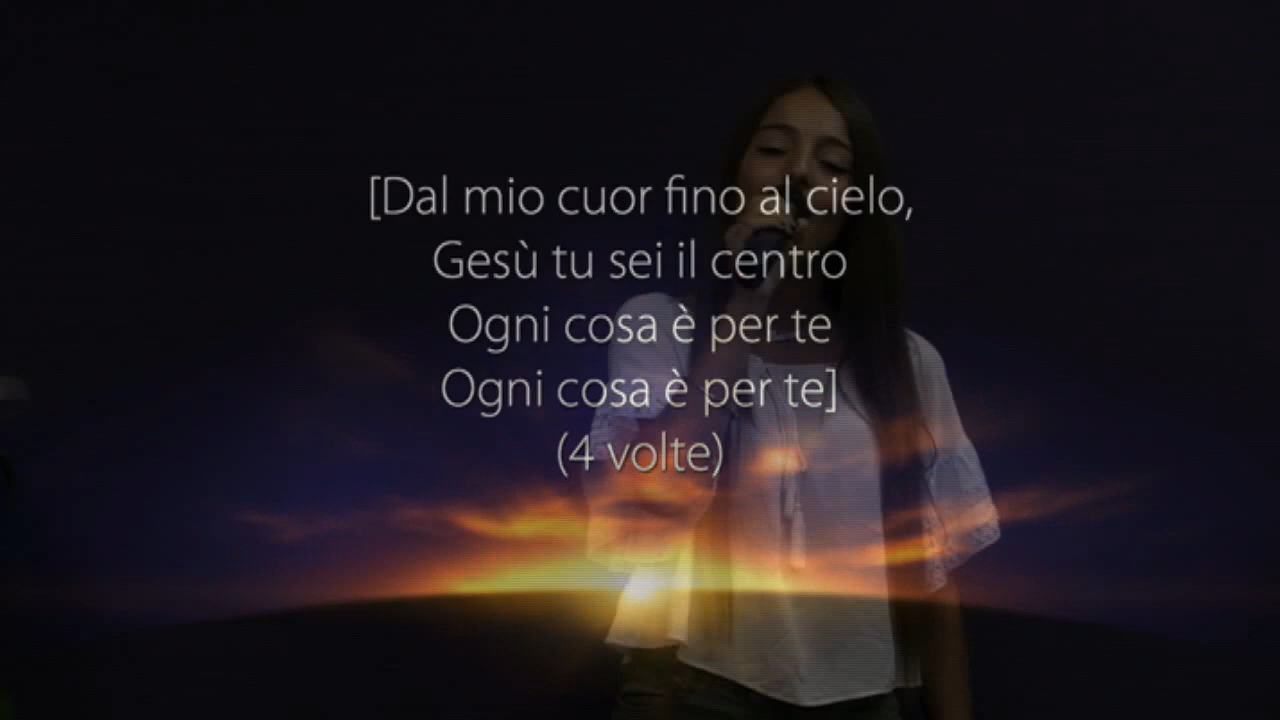 [Dal mio cuor fino al cielo,
Gesù tu sei il centro
Ogni cosa è per te
Ogni cosa è per te]
(4 volte)